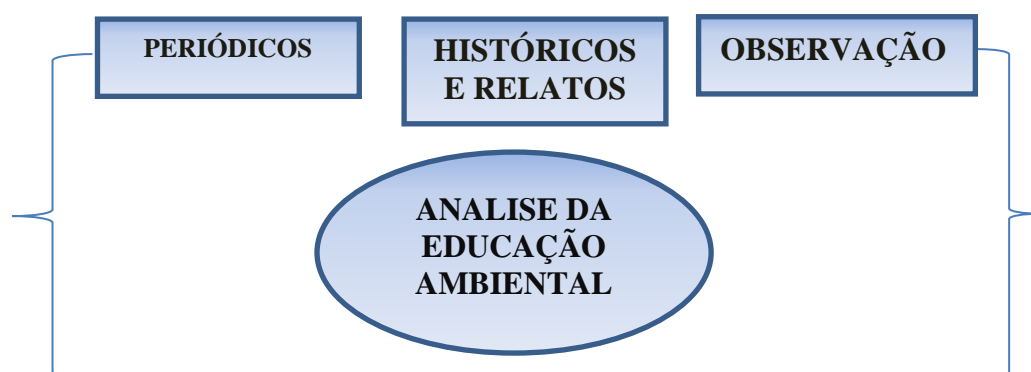 PERIÓDICOS
HISTÓRICOS
E RELATOS
OBSERVAÇÃO
ANALISE DA
EDUCAÇÃO
AMBIENTAL